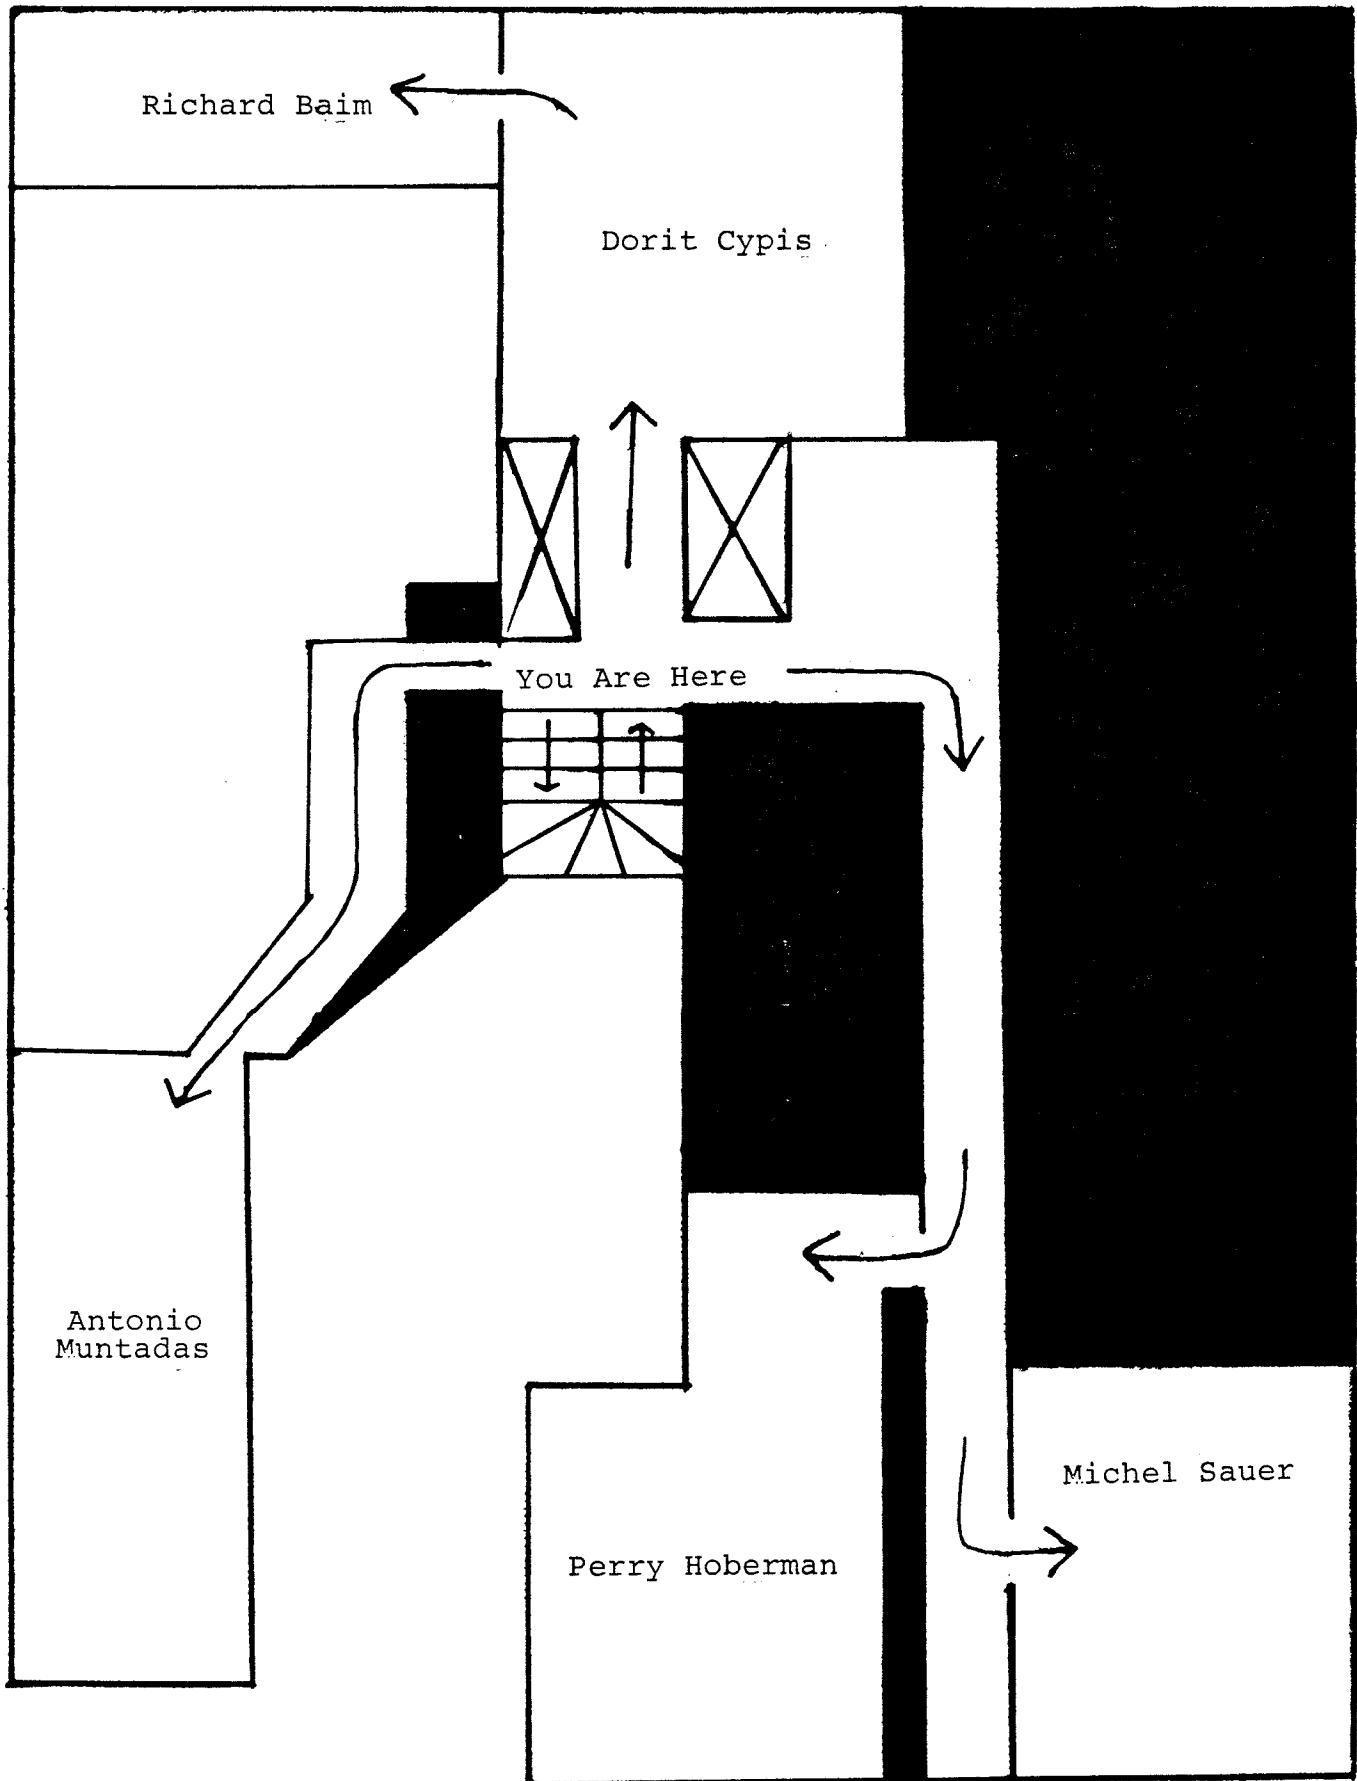 Richard Baim
Dorit Cypis
You Are Here
Antonio
Muntadas
Michel Sauer
Perry Hoberman